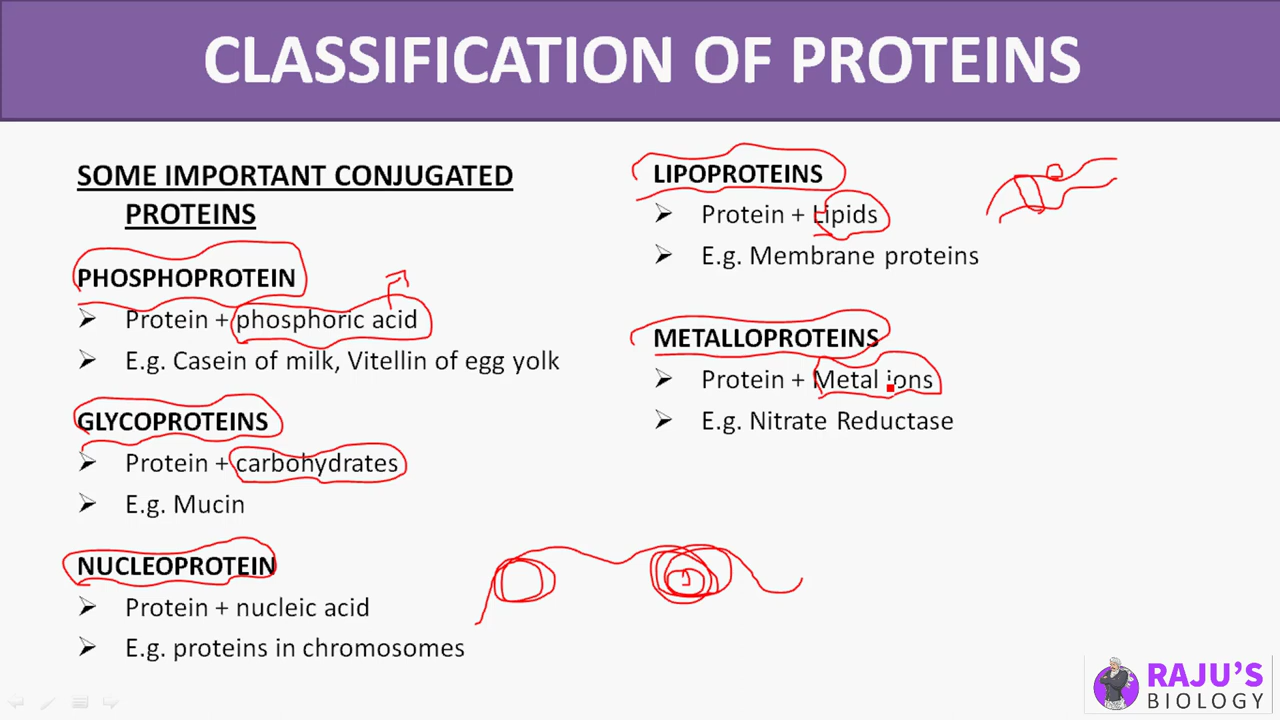 CLASSIFICATION OF PROTEINS
SOME IMPORTANT CONJUGATED
PROTEINS
PHOSPHOPROTEIN
Protein + phosphoric acid
E.g. Casein of milk, Vitellin of egg yolk
GLYCOPROTEINS
Protein + carbohydrates
E.g. Mucin
NUCLEOPROTEIN
Protein + nucleic acid
E.g. proteins in chromosomes
LIPOPROTEINS
Protein + Lipids
E.g. Membrane proteins
METALLOPROTEINS
Protein + Metal ions
E.g. Nitrate Reductase
RAJU'S
BIOLOGY